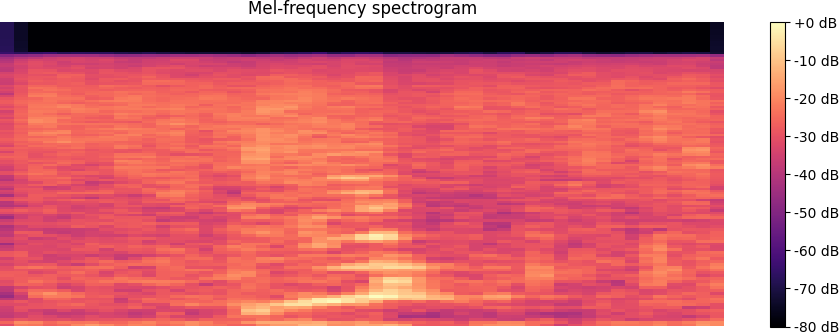 Mel-frequency spectrogram
+0 dB
-10 dB
-20 dB
-30 dB
-40 dB
-50 dB
-60 dB
-70 dB
-80 dB